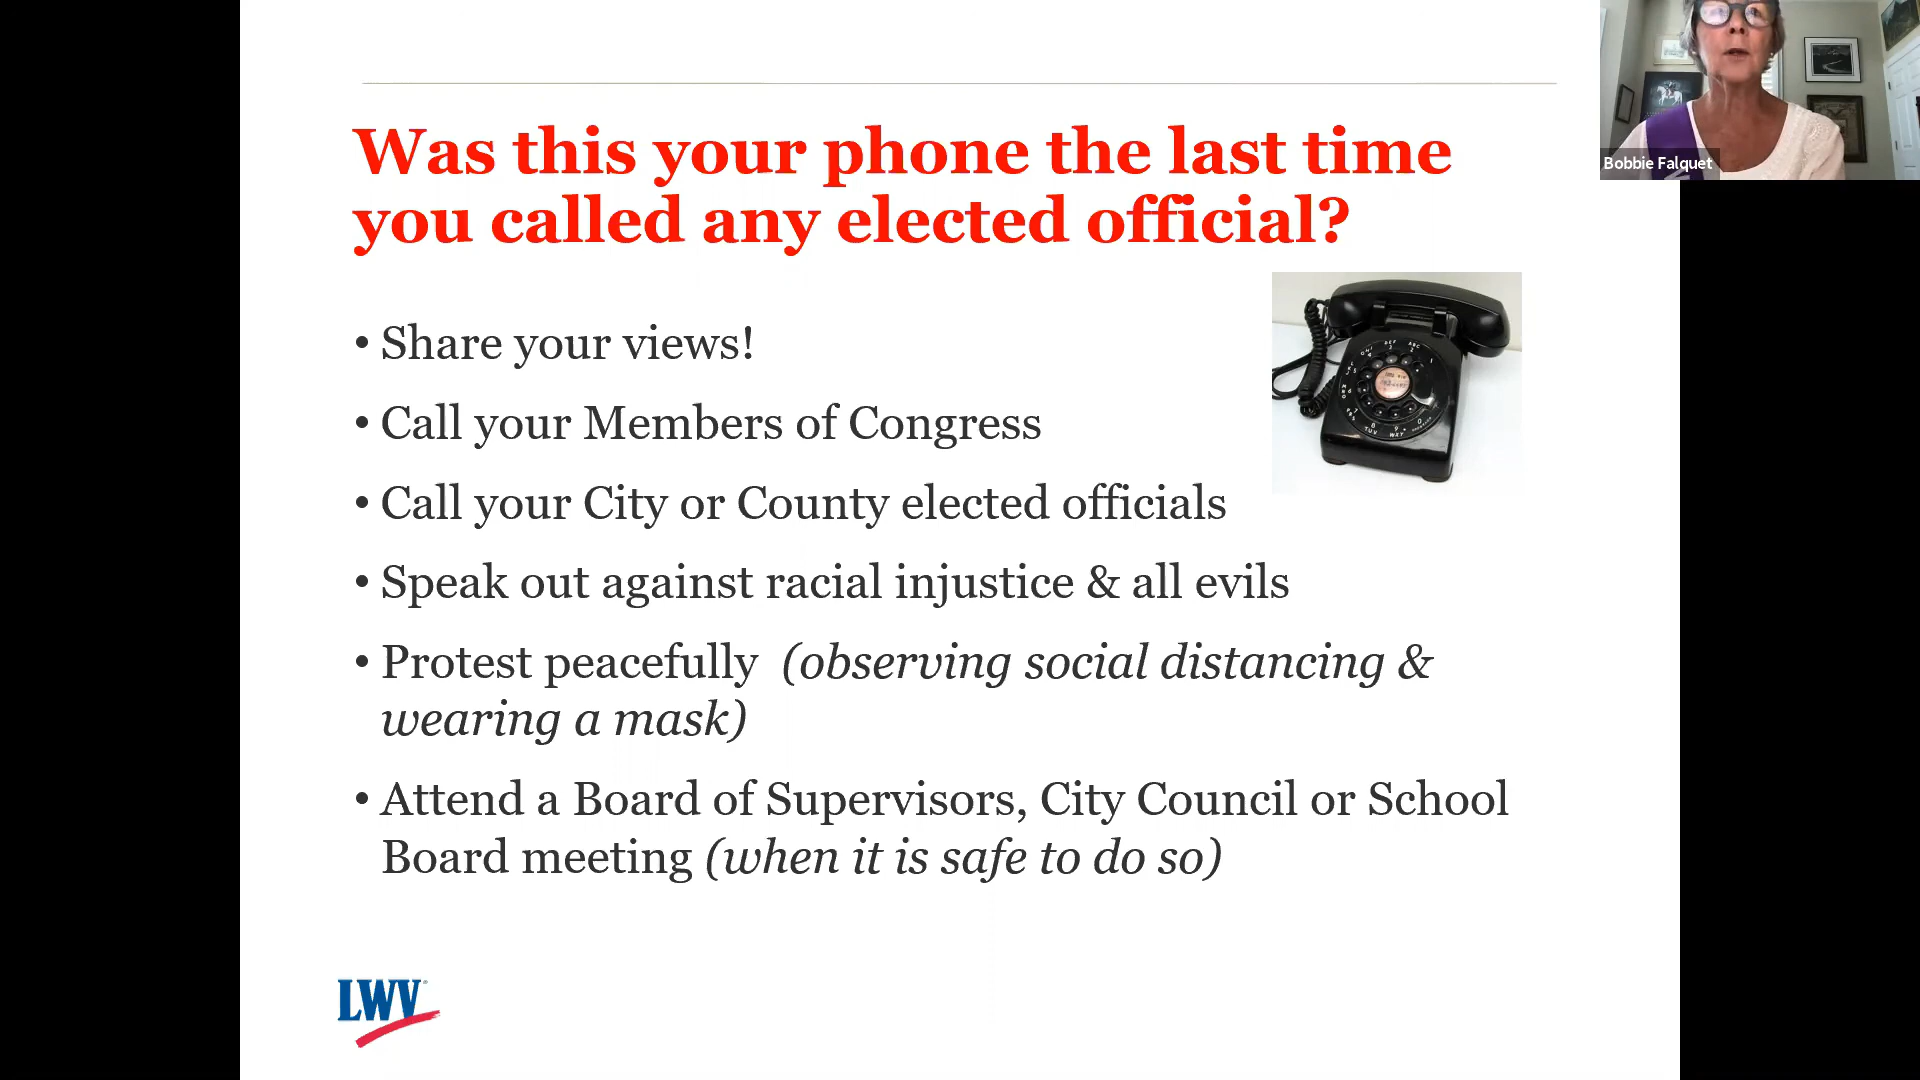 Was this your phone the last time
you called any elected official?
• Share your views!
• Call your Members of Congress
• Call your City or County elected officials
• Speak out against racial injustice & all evils
• Protest peacefully (observing social distancing &
wearing a mask)
• Attend a Board of Supervisors, City Council or School
Board meeting (when it is safe to do so)
LWV
Bobbie Falquet